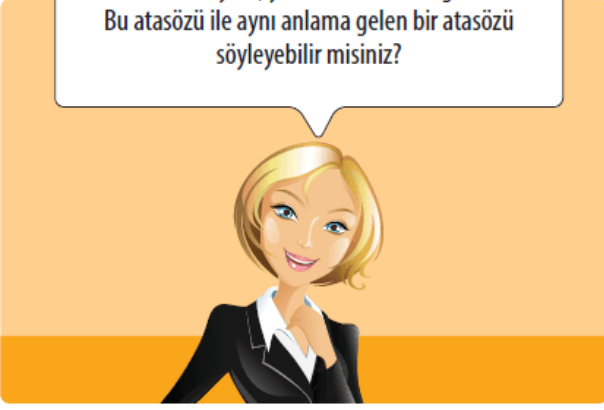 Bu atasözü ile aynı anlama gelen bir atasözü
söyleyebilir misiniz?